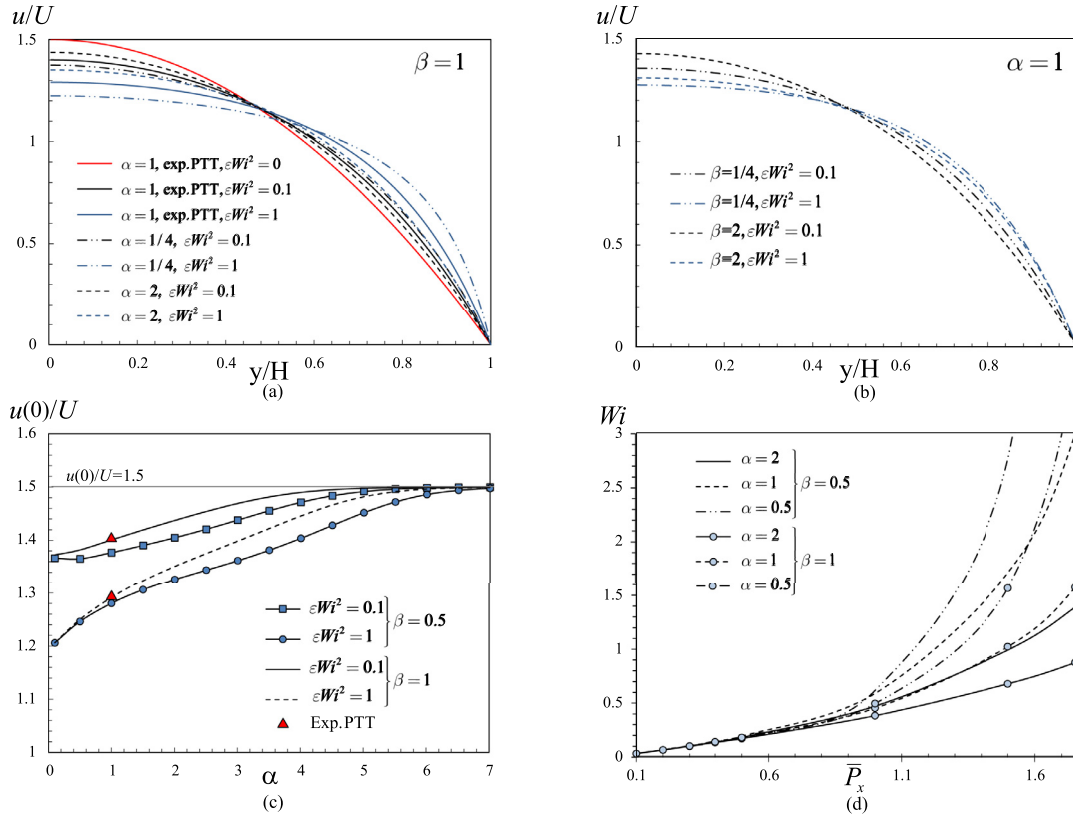 u/U
1.5
1
0.5
0
0
0.2
0.4
0.6
0.8
1
β=1
α=1, exp.PTT,εWi²=0
α=1, exp.PTT,εWi²=0.1
α=1, exp.PTT,εWi²=1
α=1/4, εWi²=0.1
α=1/4, εWi²=1
α=2, εWi²=0.1
α=2, εWi²=1
y/H
(a)
u/U
1.5
1
0.5
0
0
0.2
0.4
0.6
0.8
α=1
β=1/4,εWi²=0.1
β=1/4,εWi²=1
β=2,εWi²=0.1
β=2,εWi²=1
y/H
(b)
u(0)/U
1.6
1.5
1.4
1.3
1.2
1.1
1
0
1
2
3
4
5
6
7
u(0)/U=1.5
εWi²=0.1
εWi²=1
β=0.5
εWi²=0.1
εWi²=1
β=1
Exp.PTT
α
(c)
Wi
3
2.5
2
1.5
1
0.5
0
0.1
0.6
1.1
1.6
α=2
α=1
α=0.5
β=0.5
α=2
α=1
α=0.5
β=1
P̅ₓ
(d)